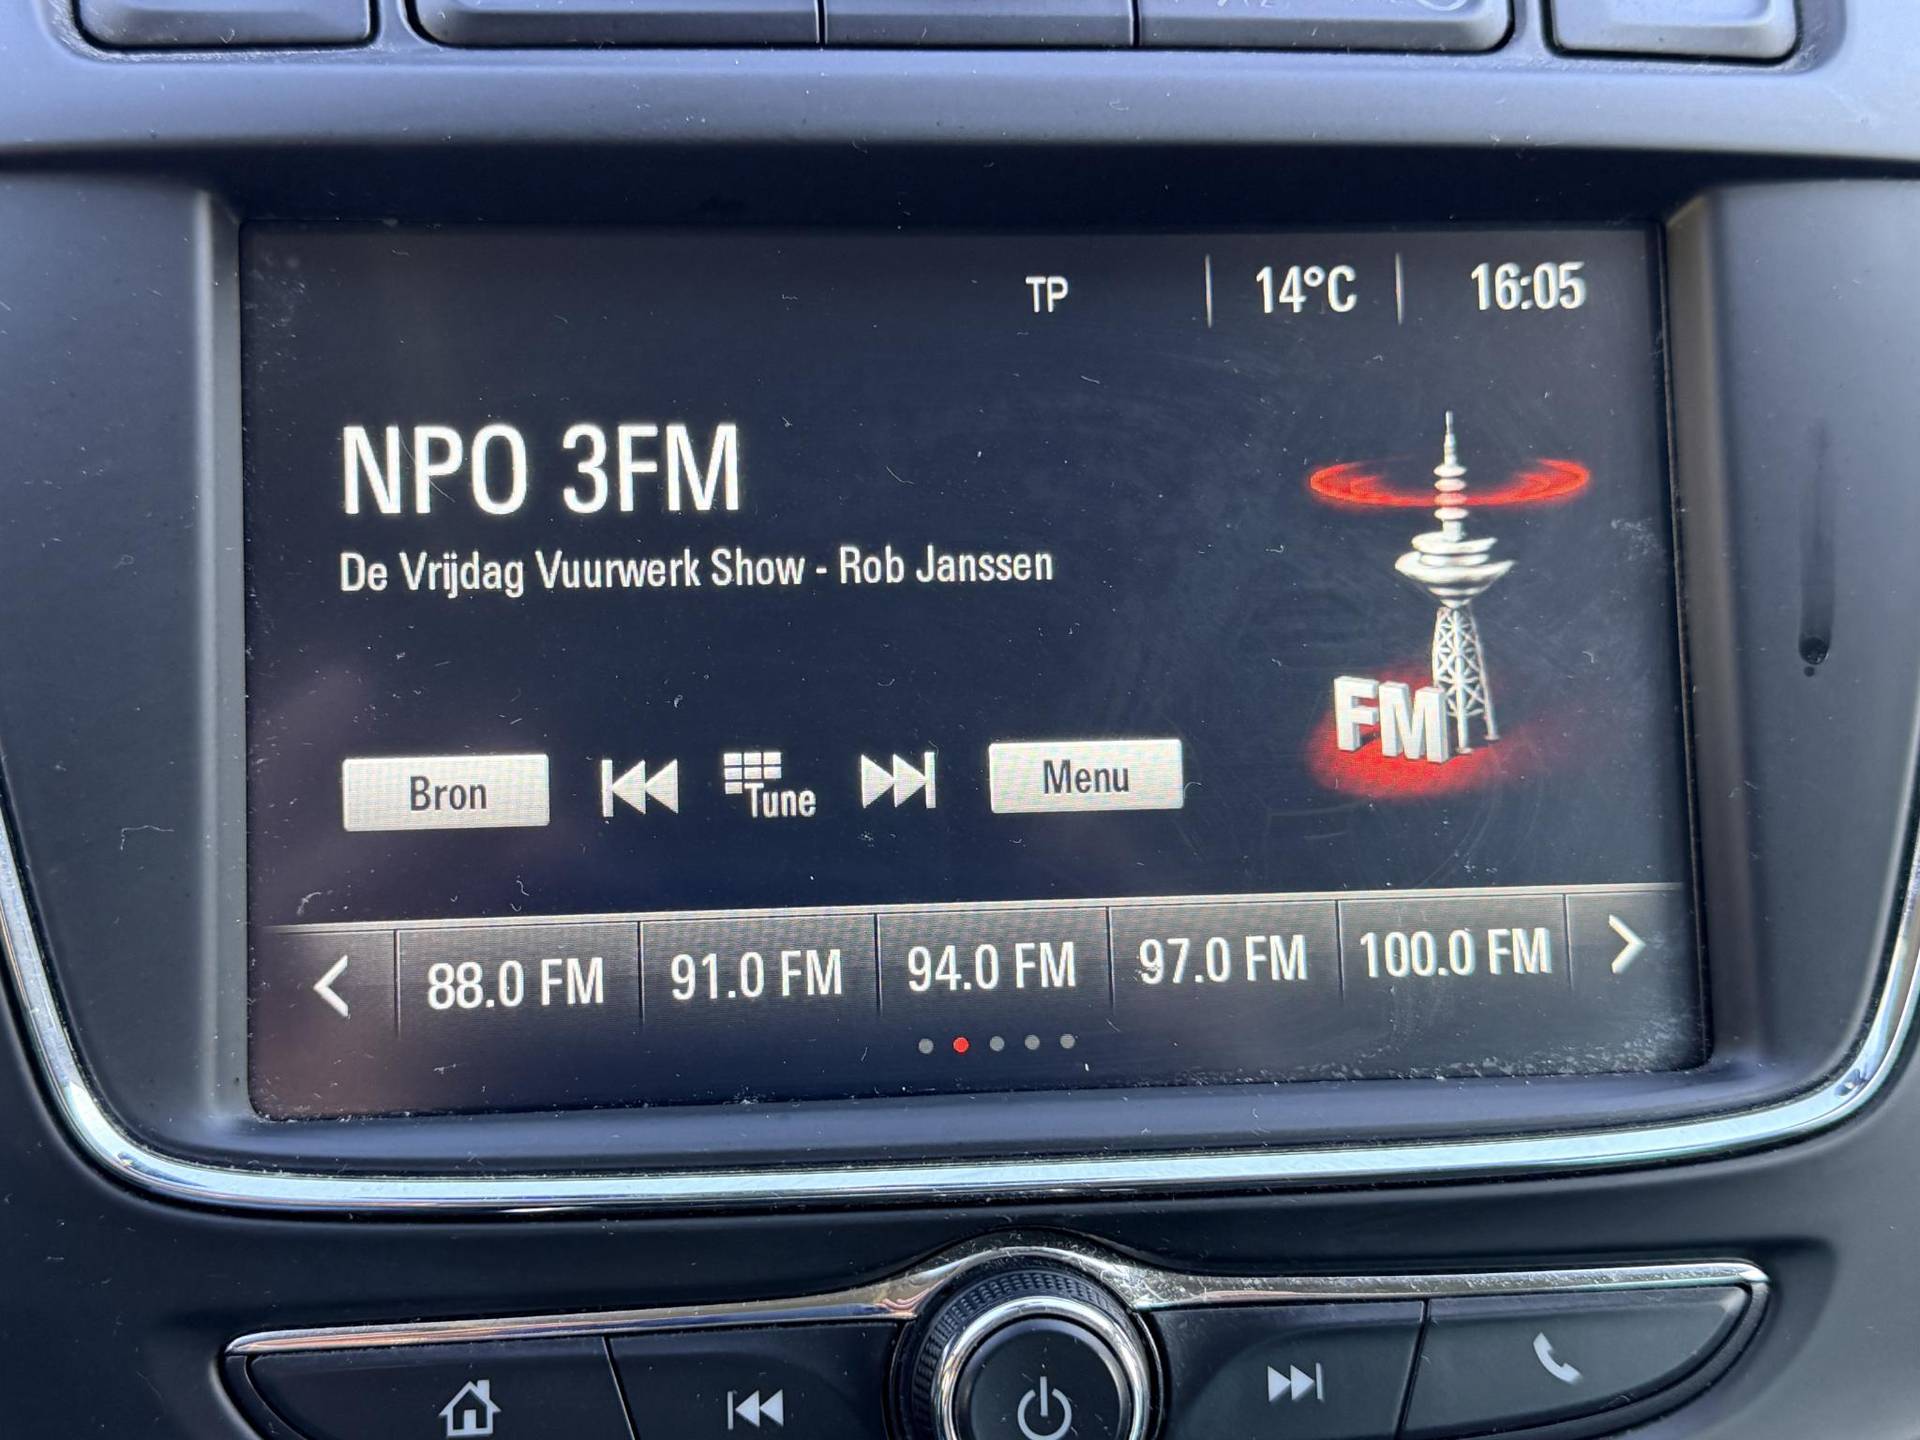 TP 14°C 16:05
NPO 3FM
De Vrijdag Vuurwerk Show - Rob Janssen
FM
Bron Tune Menu
88.0 FM 91.0 FM 94.0 FM 97.0 FM 100.0 FM